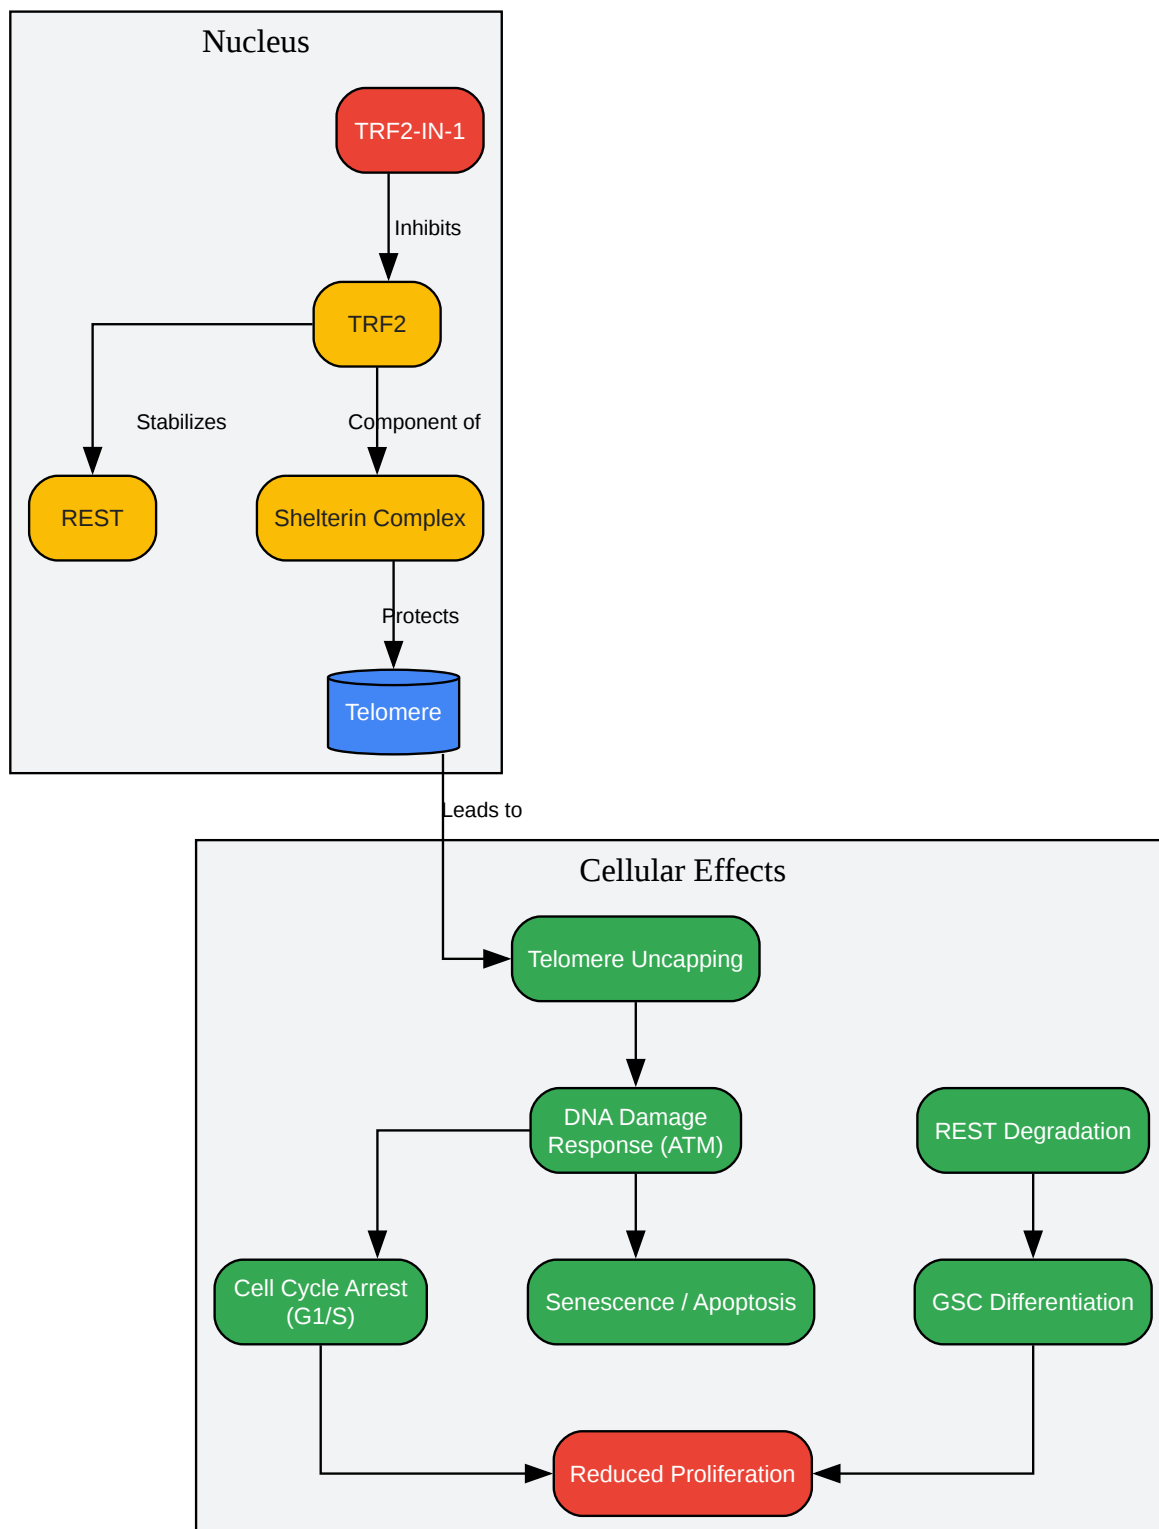 Nucleus
TRF2-IN-1
Inhibits
TRF2
Stabilizes
Component of
REST
Shelterin Complex
Protects
Telomere
Leads to
Cellular Effects
Telomere Uncapping
DNA Damage
Response (ATM)
REST Degradation
Cell Cycle Arrest
(G1/S)
Senescence / Apoptosis
GSC Differentiation
Reduced Proliferation